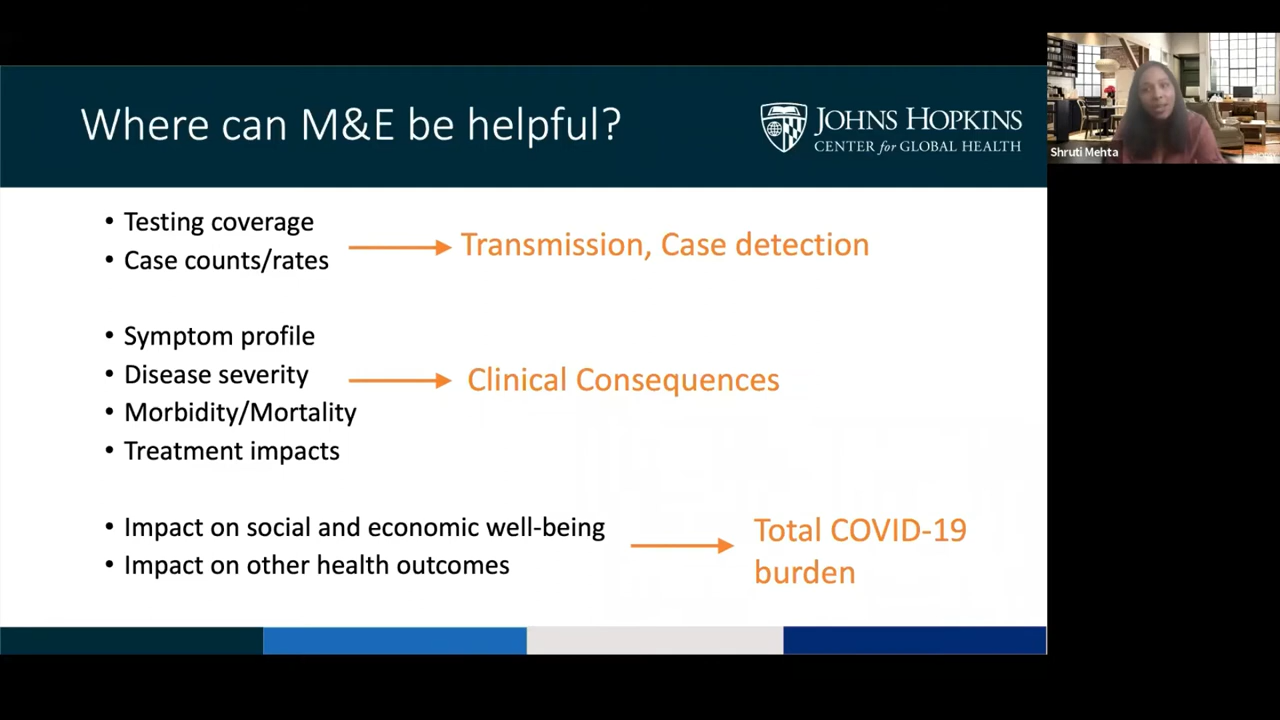 Where can M&E be helpful?
JOHNS HOPKINS
CENTER for GLOBAL HEALTH
Shruti Mehta
• Testing coverage
• Case counts/rates
Transmission, Case detection
• Symptom profile
• Disease severity
• Morbidity/Mortality
• Treatment impacts
Clinical Consequences
• Impact on social and economic well-being
• Impact on other health outcomes
Total COVID-19
burden